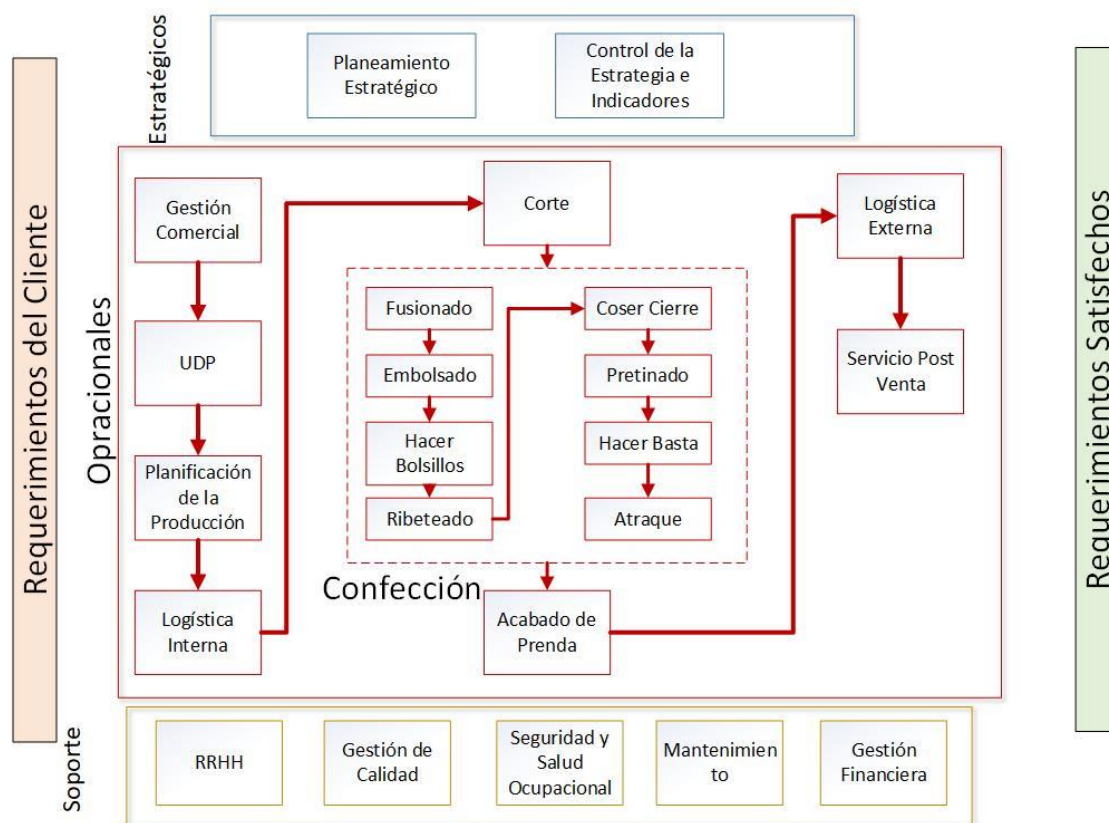 Requerimientos del Cliente
Estratégicos
Planeamiento
Estratégico
Control de la
Estrategia e
Indicadores
Opracionales
Gestión
Comercial
UDP
Planificación
de la
Producción
Logística
Interna
Corte
Fusionado
Embolsado
Hacer
Bolsillos
Ribeteado
Coser Cierre
Pretinado
Hacer Basta
Atraque
Confección
Acabado de
Prenda
Logística
Externa
Servicio Post
Venta
Soporte
RRHH
Gestión de
Calidad
Seguridad y
Salud
Ocupacional
Mantenimien
to
Gestión
Financiera
Requerimientos Satisfechos